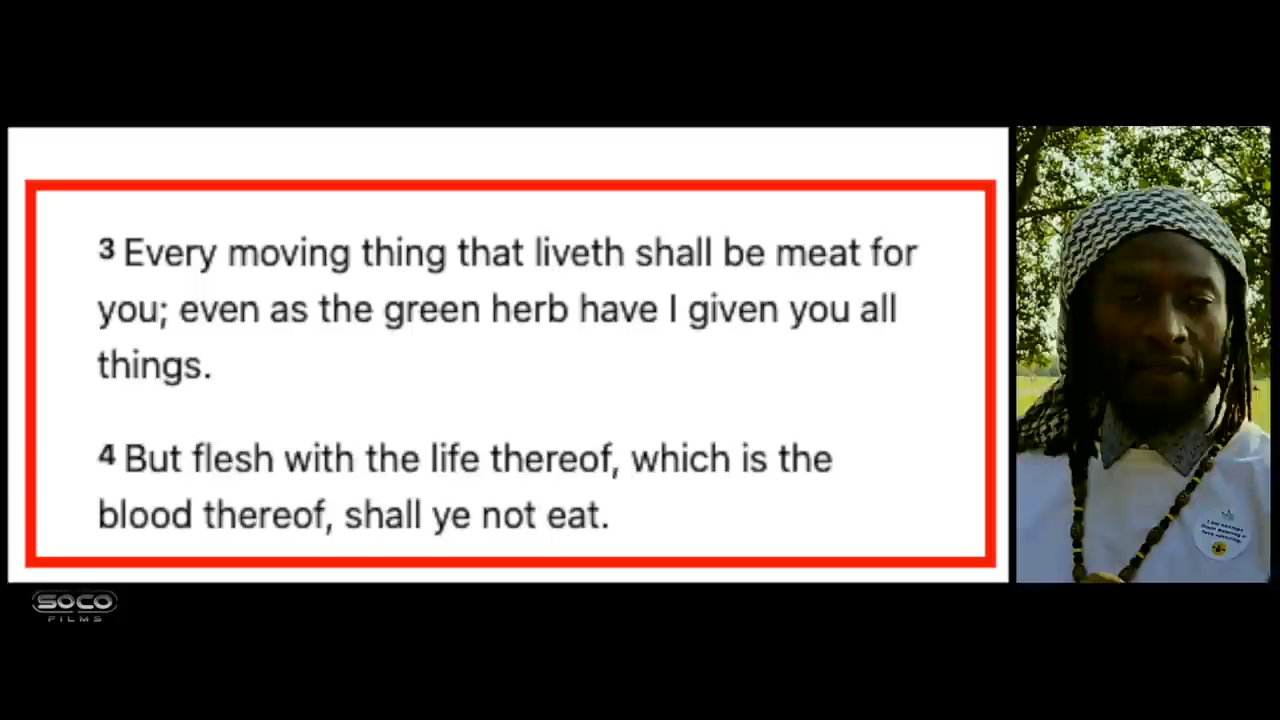 3 Every moving thing that liveth shall be meat for
you; even as the green herb have I given you all
things.
4 But flesh with the life thereof, which is the
blood thereof, shall ye not eat.
SOCO
FILMS